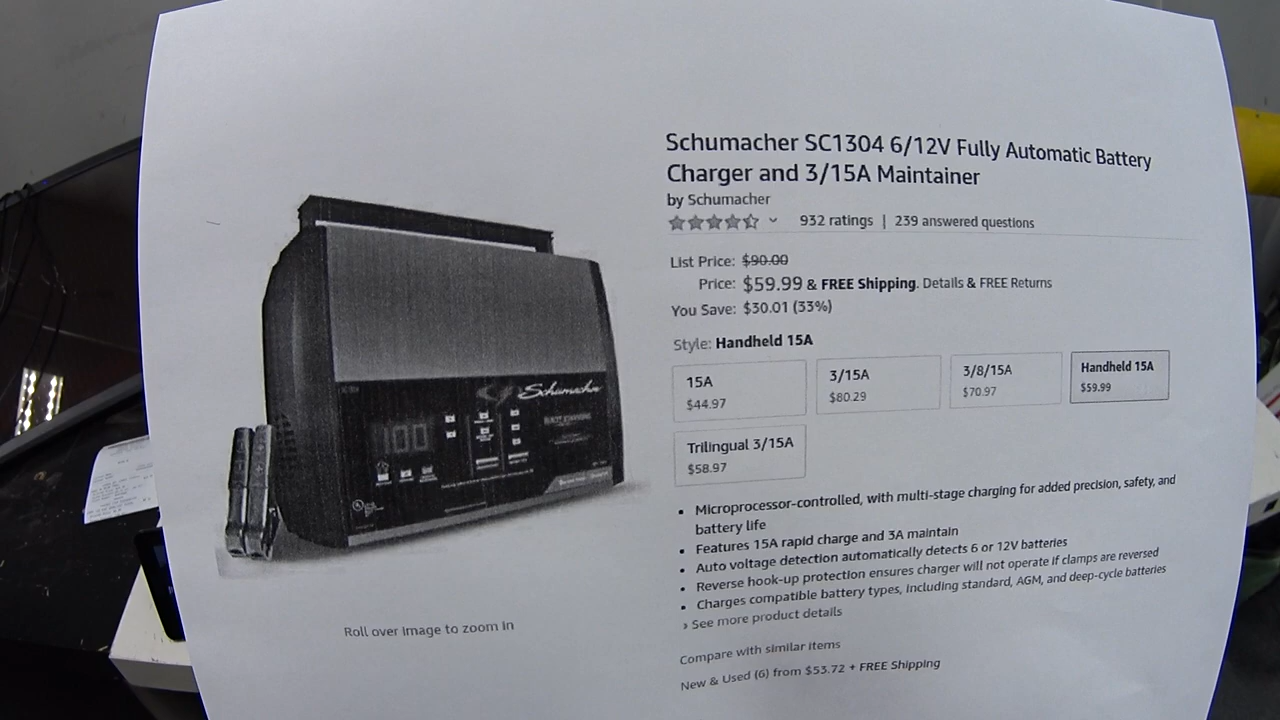 Schumacher SC1304 6/12V Fully Automatic Battery
Charger and 3/15A Maintainer
by Schumacher
932 ratings | 239 answered questions
List Price: $90.00
Price: $59.99 & FREE Shipping. Details & FREE Returns
You Save: $30.01 (33%)
Style: Handheld 15A
15A
$44.97
3/15A
$80.29
3/8/15A
$70.97
Handheld 15A
$59.99
Trilingual 3/15A
$58.97
• Microprocessor-controlled, with multi-stage charging for added precision, safety, and
battery life
• Features 15A rapid charge and 3A maintain
• Auto voltage detection automatically detects 6 or 12V batteries
• Reverse hook-up protection ensures charger will not operate if clamps are reversed
• Charges compatible battery types, including standard, AGM, and deep-cycle batteries
› See more product details
Compare with similar items
New & Used (6) from $53.72 + FREE Shipping
Schumacher
100
Roll over image to zoom in